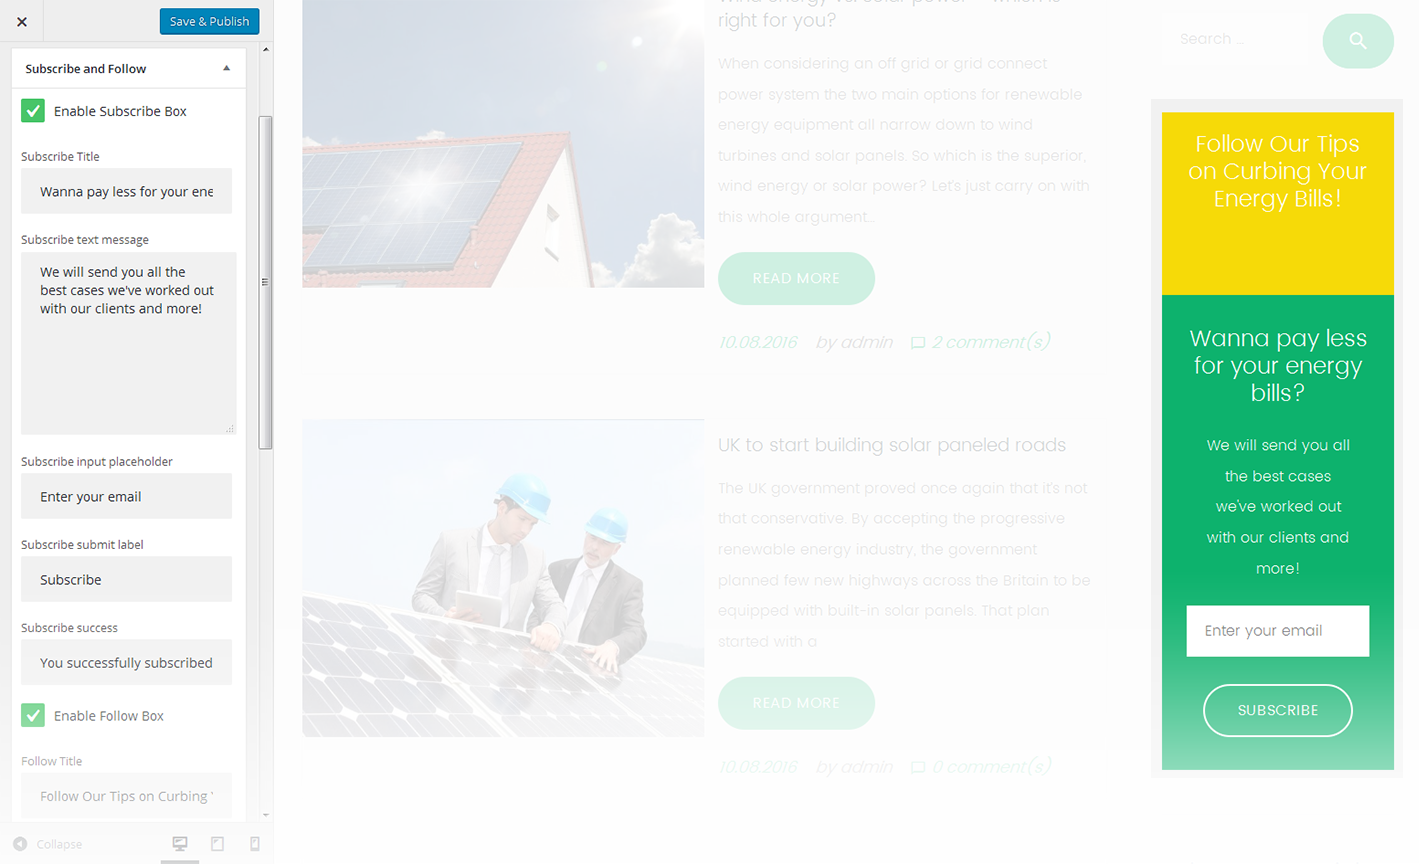 Save & Publish
Subscribe and Follow
Enable Subscribe Box
Subscribe Title
Wanna pay less for your ene
Subscribe text message
We will send you all the
best cases we've worked out
with our clients and more!
Subscribe input placeholder
Enter your email
Subscribe submit label
Subscribe
Subscribe success
You successfully subscribed
Enable Follow Box
Follow Title
Follow Our Tips on Curbing
Collapse
right for you?
When considering an off grid or grid connect
power system the two main options for renewable
energy equipment all narrow down to wind
turbines and solar panels. So which is the superior,
wind energy or solar power? Let's just carry on with
this whole argument...
READ MORE
10.08.2016 by admin 2 comment(s)
UK to start building solar paneled roads
The UK government proved once again that it's not
that conservative. By accepting the progressive
renewable energy industry, the government
planned few new highways across the Britain to be
equipped with built-in solar panels. That plan
started with a
READ MORE
10.08.2016 by admin 0 comment(s)
Search ...
Follow Our Tips
on Curbing Your
Energy Bills!
Wanna pay less
for your energy
bills?
We will send you all
the best cases
we've worked out
with our clients and
more!
Enter your email
SUBSCRIBE